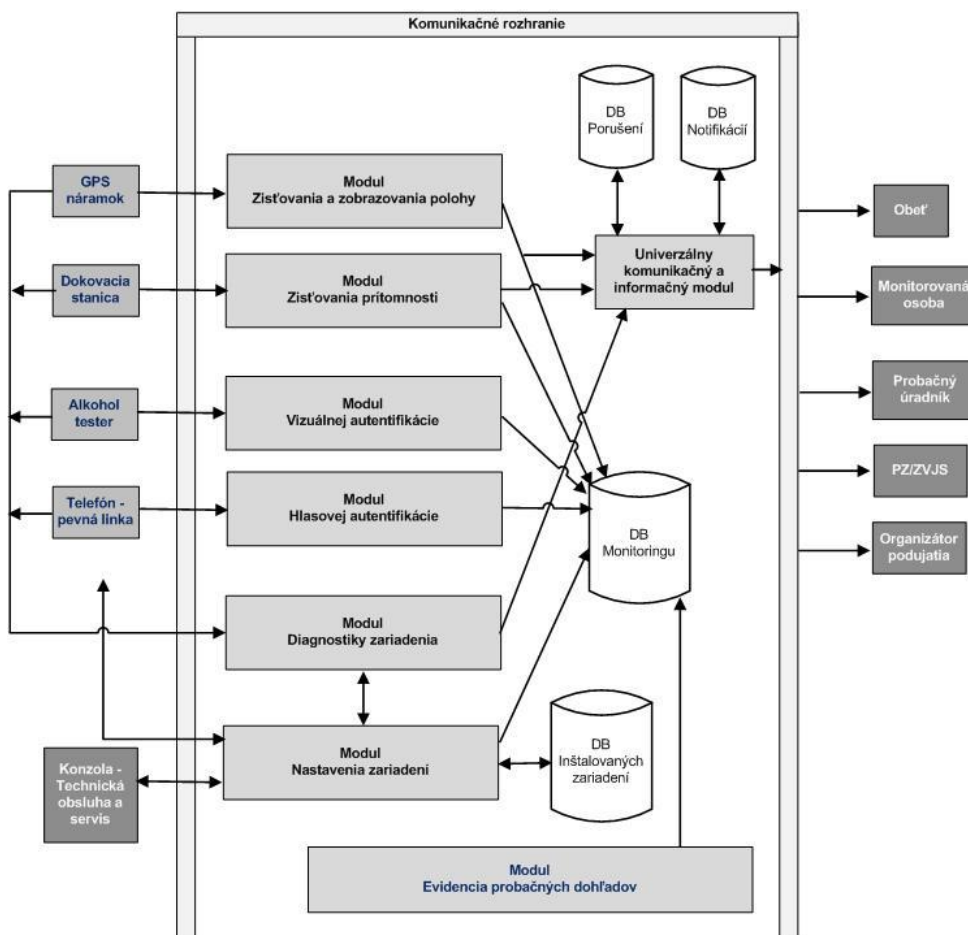 Komunikačné rozhranie
DB
Porušení
DB
Notifikácií
GPS
náramok
Modul
Zisťovania a zobrazovania polohy
Obeť
Dokovacia
stanica
Modul
Zisťovania prítomnosti
Univerzálny
komunikačný a
informačný modul
Monitorovaná
osoba
Alkohol
tester
Modul
Vizuálnej autentifikácie
Probačný
úradník
Telefón -
pevná linka
Modul
Hlasovej autentifikácie
DB
Monitoringu
PZ/ZVJS
Organizátor
podujatia
Modul
Diagnostiky zariadenia
Modul
Nastavenia zariadení
DB
Inštalovaných
zariadení
Konzola -
Technická
obsluha a
servis
Modul
Evidencia probačných dohľadov